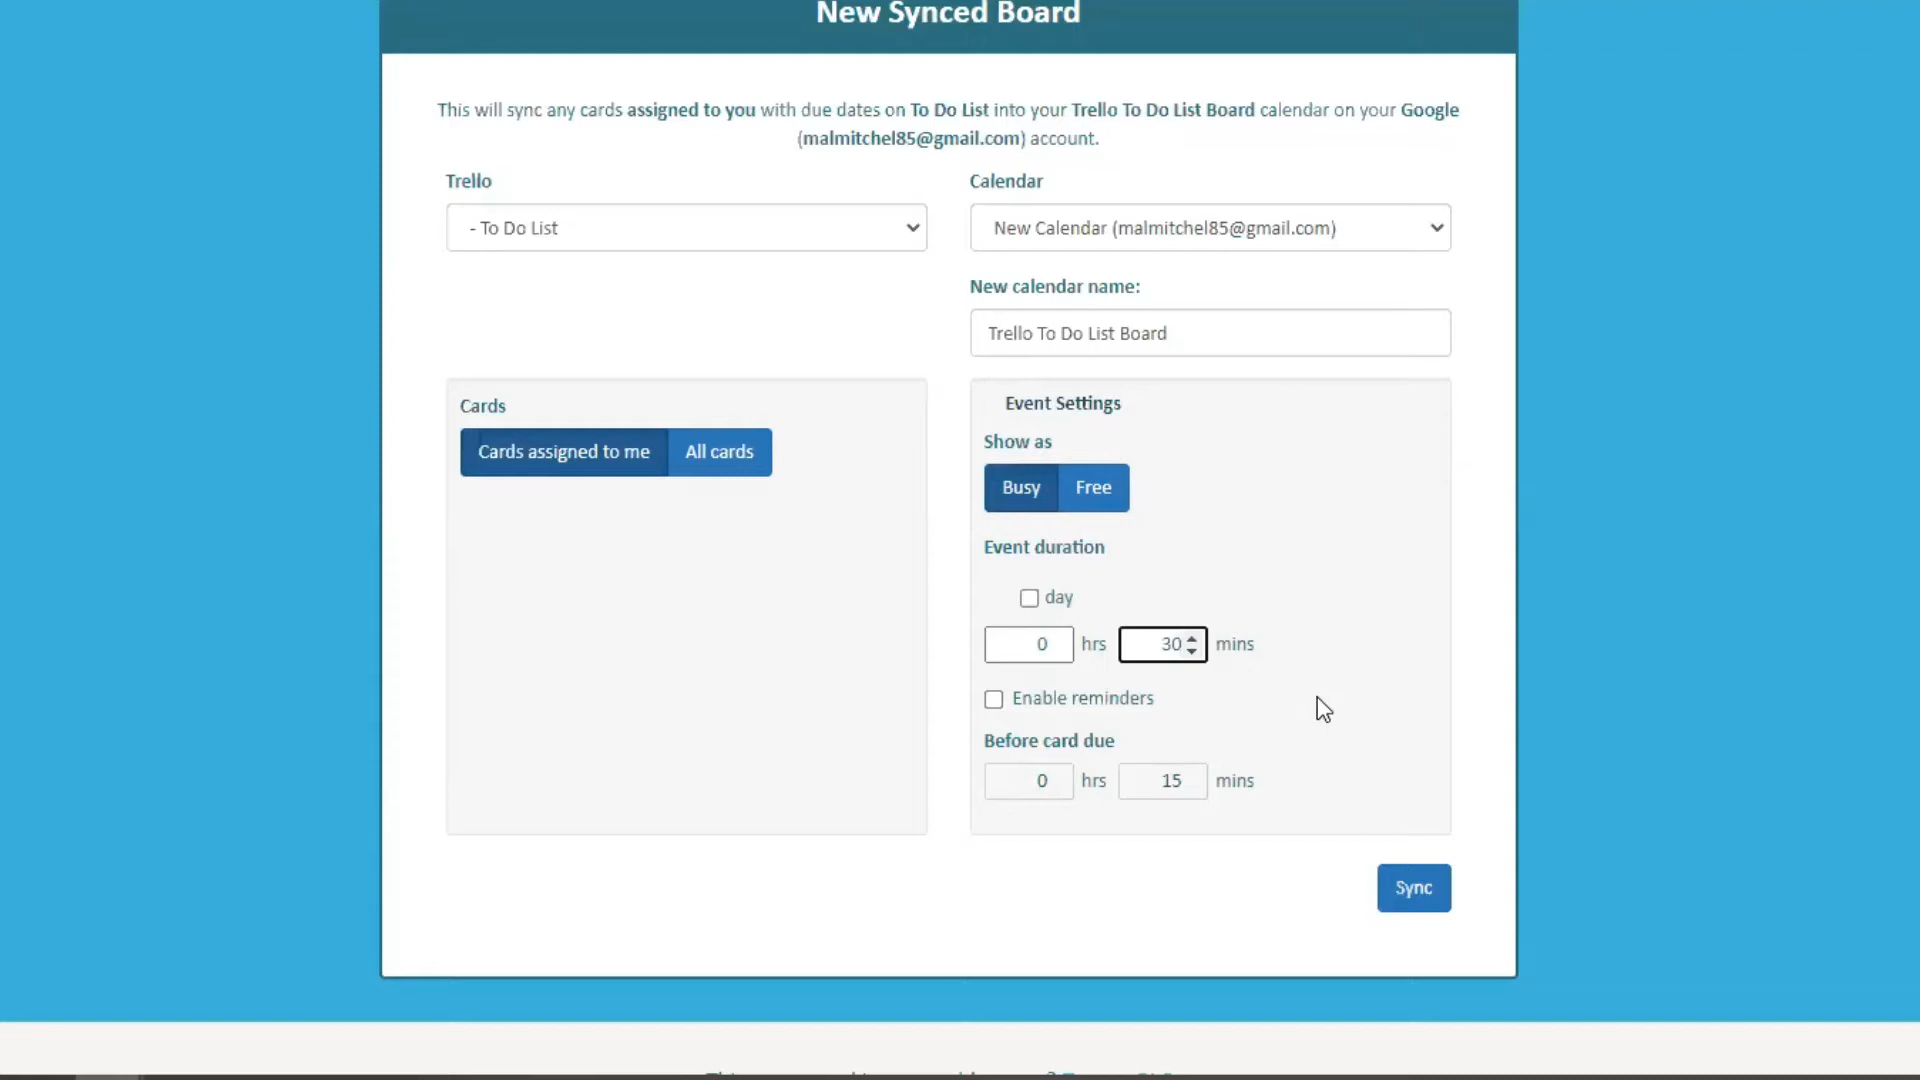 New Synced Board
This will sync any cards assigned to you with due dates on To Do List into your Trello To Do List Board calendar on your Google
(malmitchel85@gmail.com) account.
Trello
Calendar
- To Do List
New Calendar (malmitchel85@gmail.com)
New calendar name:
Trello To Do List Board
Cards
Cards assigned to me All cards
Event Settings
Show as
Busy Free
Event duration
day
0 hrs 30 mins
Enable reminders
Before card due
0 hrs 15 mins
Sync